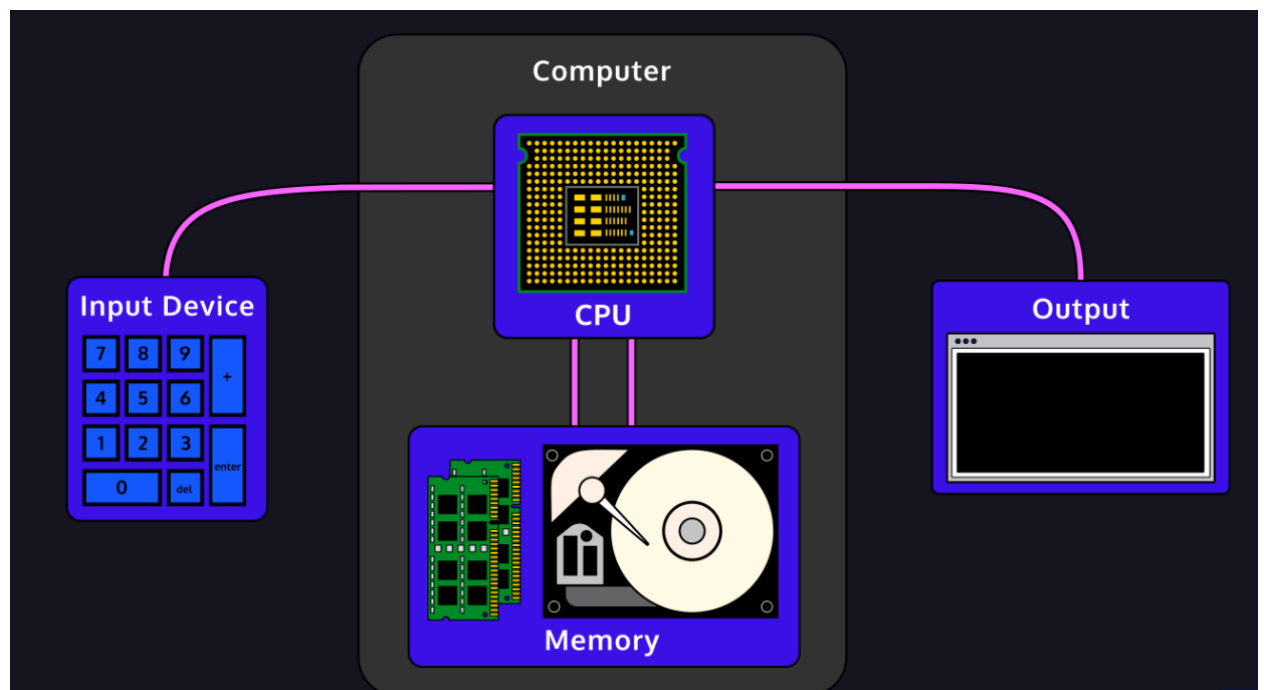 Computer
CPU
Input Device
7 8 9 +
4 5 6
1 2 3 enter
0 del
Output
Memory